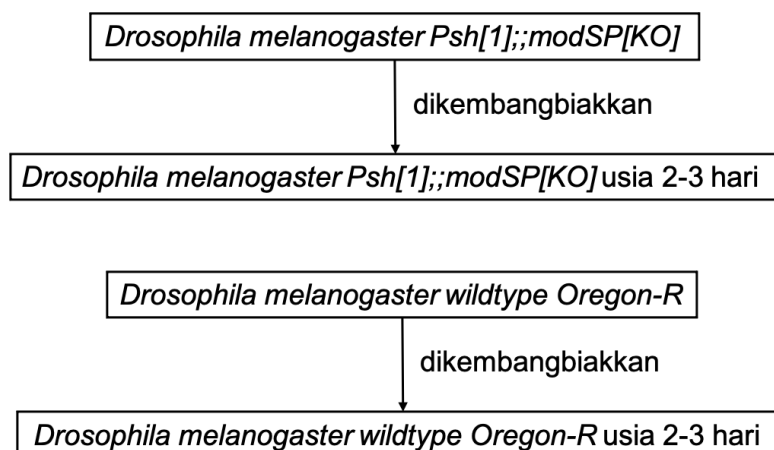 Drosophila melanogaster Psh[1];;modSP[KO]
dikembangbiakkan
Drosophila melanogaster Psh[1];;modSP[KO] usia 2-3 hari
Drosophila melanogaster wildtype Oregon-R
dikembangbiakkan
Drosophila melanogaster wildtype Oregon-R usia 2-3 hari